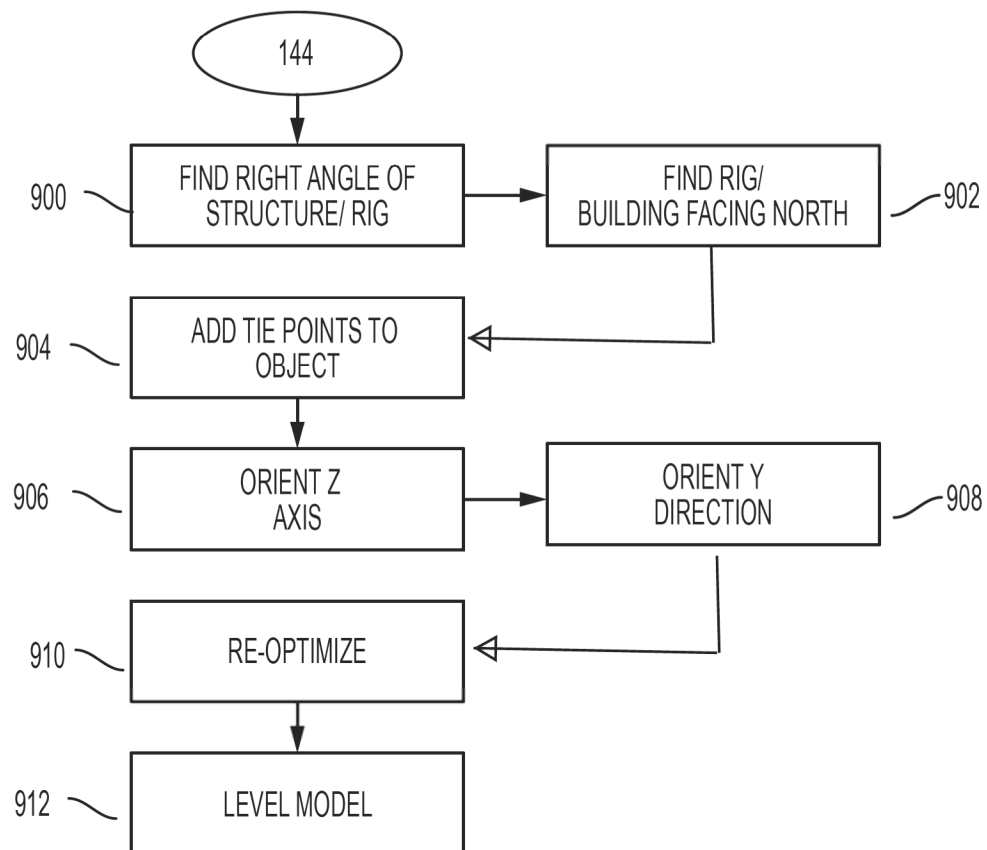 144
900
FIND RIGHT ANGLE OF
STRUCTURE/ RIG
FIND RIG/
BUILDING FACING NORTH
902
904
ADD TIE POINTS TO
OBJECT
906
ORIENT Z
AXIS
ORIENT Y
DIRECTION
908
910
RE-OPTIMIZE
912
LEVEL MODEL